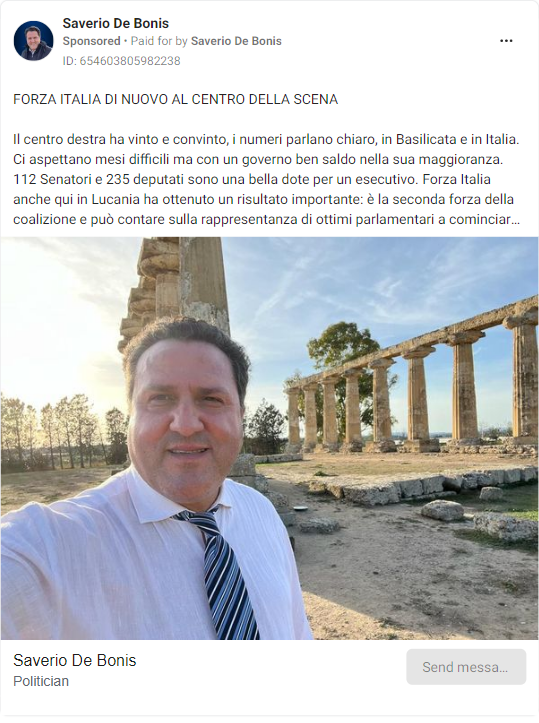 Saverio De Bonis
Sponsored • Paid for by Saverio De Bonis
ID: 654603805982238
FORZA ITALIA DI NUOVO AL CENTRO DELLA SCENA
Il centro destra ha vinto e convinto, i numeri parlano chiaro, in Basilicata e in Italia.
Ci aspettano mesi difficili ma con un governo ben saldo nella sua maggioranza.
112 Senatori e 235 deputati sono una bella dote per un esecutivo. Forza Italia
anche qui in Lucania ha ottenuto un risultato importante: è la seconda forza della
coalizione e può contare sulla rappresentanza di ottimi parlamentari a cominciar...
Saverio De Bonis
Politician
Send messa...